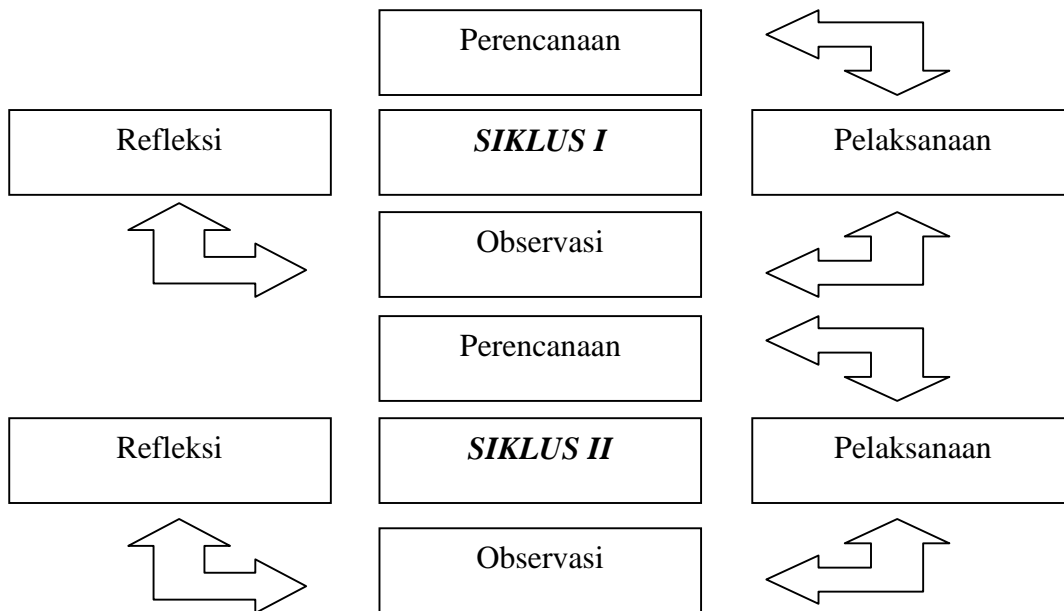 Perencanaan
Refleksi
SIKLUS I
Pelaksanaan
Observasi
Perencanaan
Refleksi
SIKLUS II
Pelaksanaan
Observasi